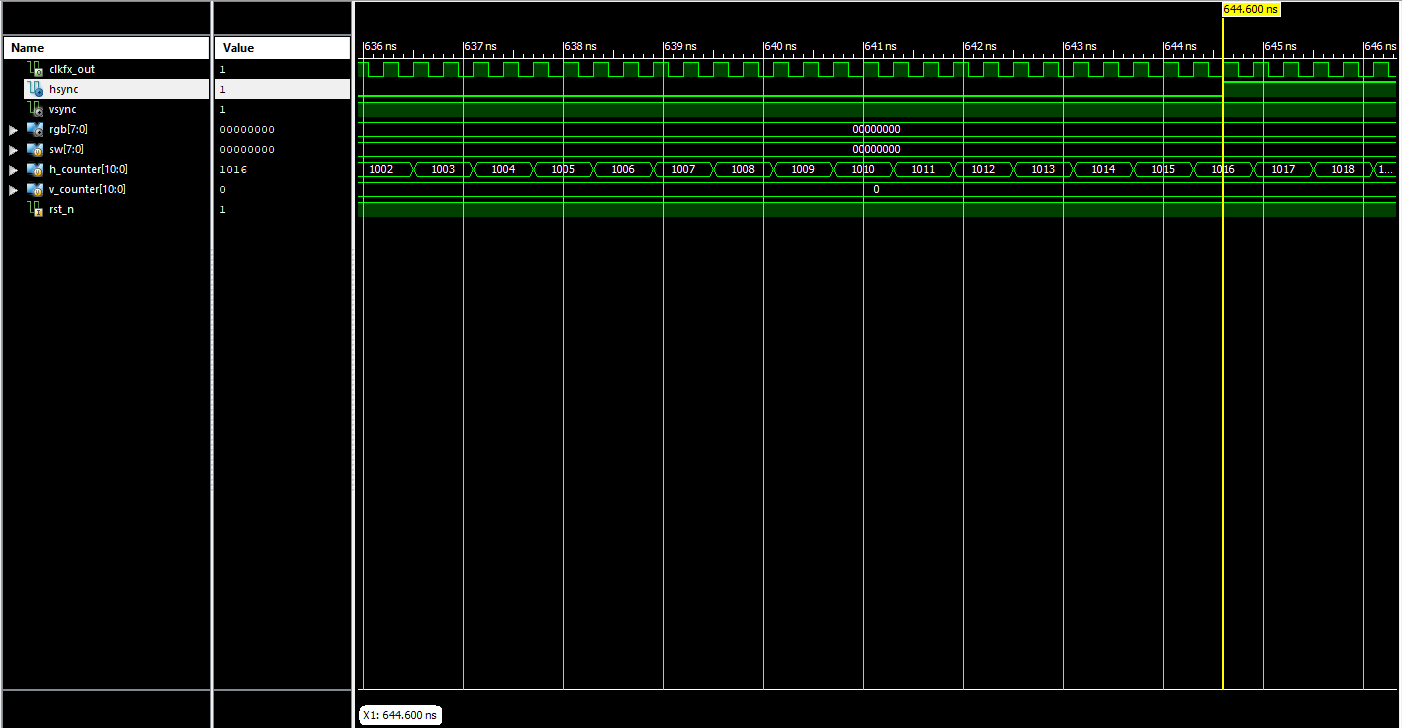 644.600 ns
Name Value 636 ns 637 ns 638 ns 639 ns 640 ns 641 ns 642 ns 643 ns 644 ns 645 ns 646 ns
clkfx_out 1
hsync 1
vsync 1
rgb[7:0] 00000000 00000000
sw[7:0] 00000000 00000000
h_counter[10:0] 1016 1002 1003 1004 1005 1006 1007 1008 1009 1010 1011 1012 1013 1014 1015 1016 1017 1018 1...
v_counter[10:0] 0 0
rst_n 1
X1: 644.600 ns